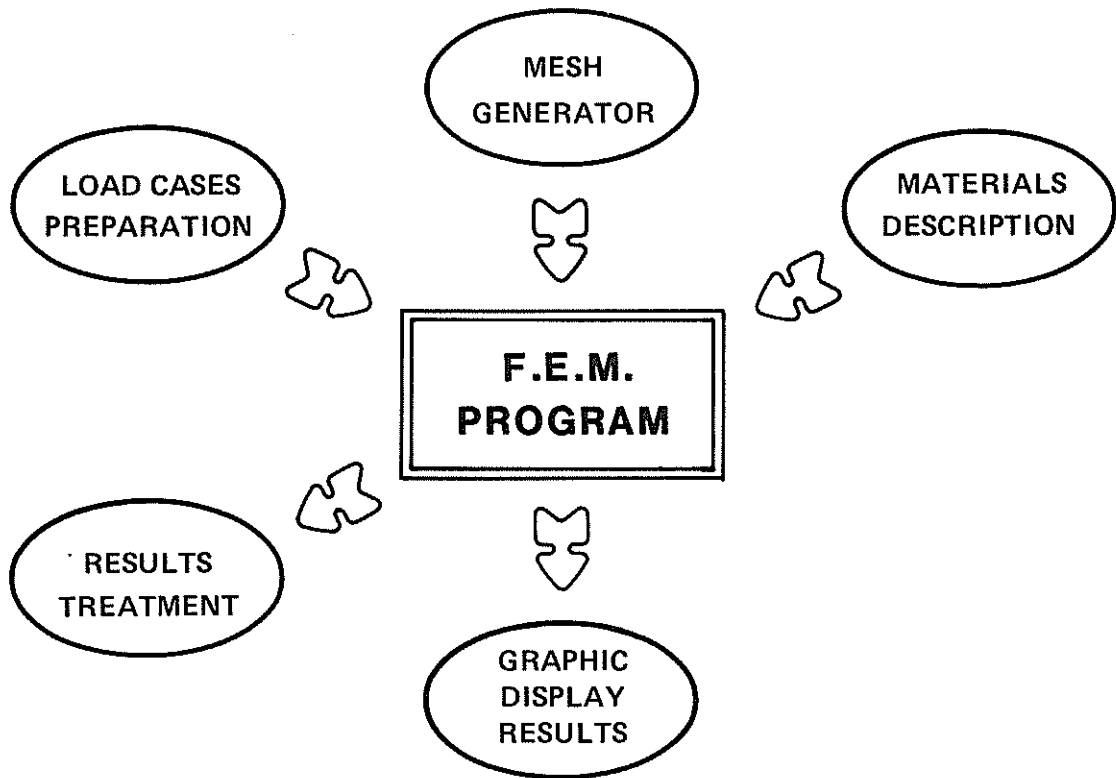 MESH
GENERATOR
LOAD CASES
PREPARATION
MATERIALS
DESCRIPTION
F.E.M.
PROGRAM
RESULTS
TREATMENT
GRAPHIC
DISPLAY
RESULTS